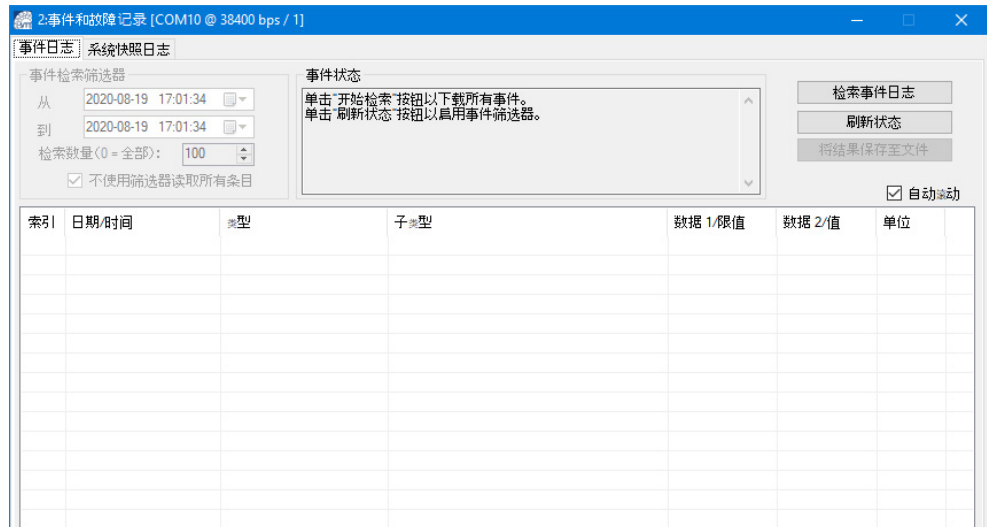 2:事件和故障记录 [COM10 @ 38400 bps / 1]
事件日志 系统快照日志
事件检索筛选器
从 2020-08-19 17:01:34
到 2020-08-19 17:01:34
检索数量(0 = 全部): 100
不使用筛选器读取所有条目
事件状态
单击"开始检索"按钮以下载所有事件。
单击"刷新状态"按钮以启用事件筛选器。
检索事件日志
刷新状态
将结果保存至文件
自动滚动
索引 日期/时间 类型 子类型 数据 1/限值 数据 2/值 单位